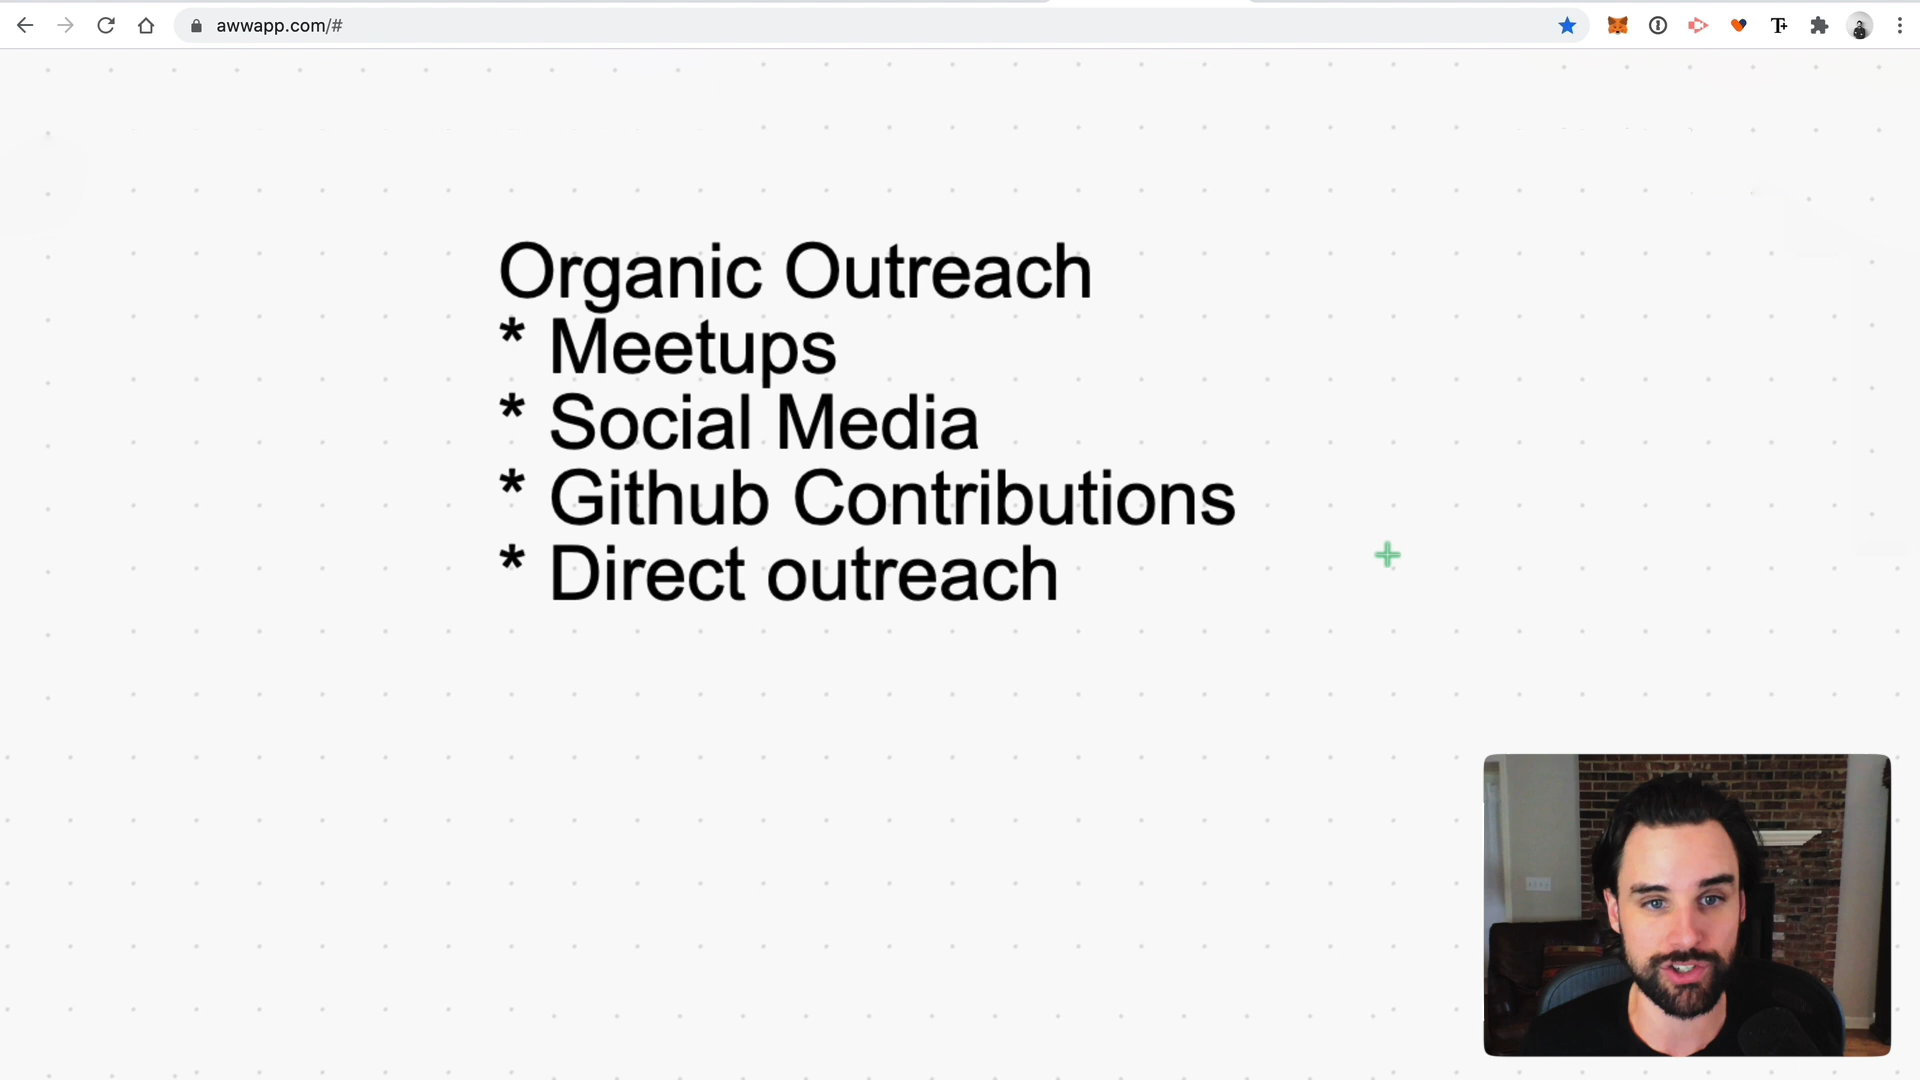 awwapp.com/#
Organic Outreach
* Meetups
* Social Media
* Github Contributions
* Direct outreach